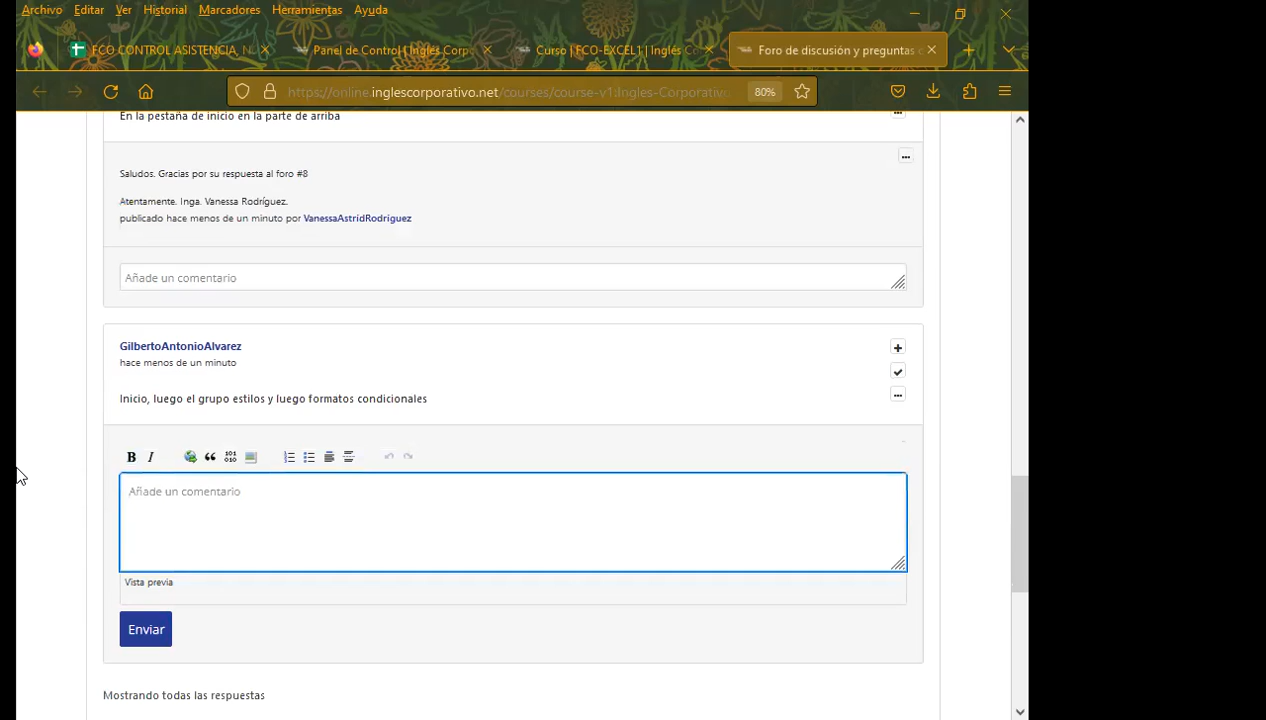 Archivo Editar Ver Historial Marcadores Herramientas Ayuda
FCO CONTROL ASISTENCIA, N
Panel de Control | Inglés Corpo
Curso | FCO-EXCEL1 | Inglés Co
Foro de discusión y preguntas
https://online.inglescorporativo.net/courses/course-v1:Ingles-Corporativo
80%
En la pestaña de inicio en la parte de arriba
Saludos. Gracias por su respuesta al foro #8
Atentamente. Inga. Vanessa Rodríguez.
publicado hace menos de un minuto por VanessaAstridRodriguez
Añade un comentario
GilbertoAntonioAlvarez
hace menos de un minuto
Inicio, luego el grupo estilos y luego formatos condicionales
B I
Añade un comentario
Vista previa
Enviar
Mostrando todas las respuestas